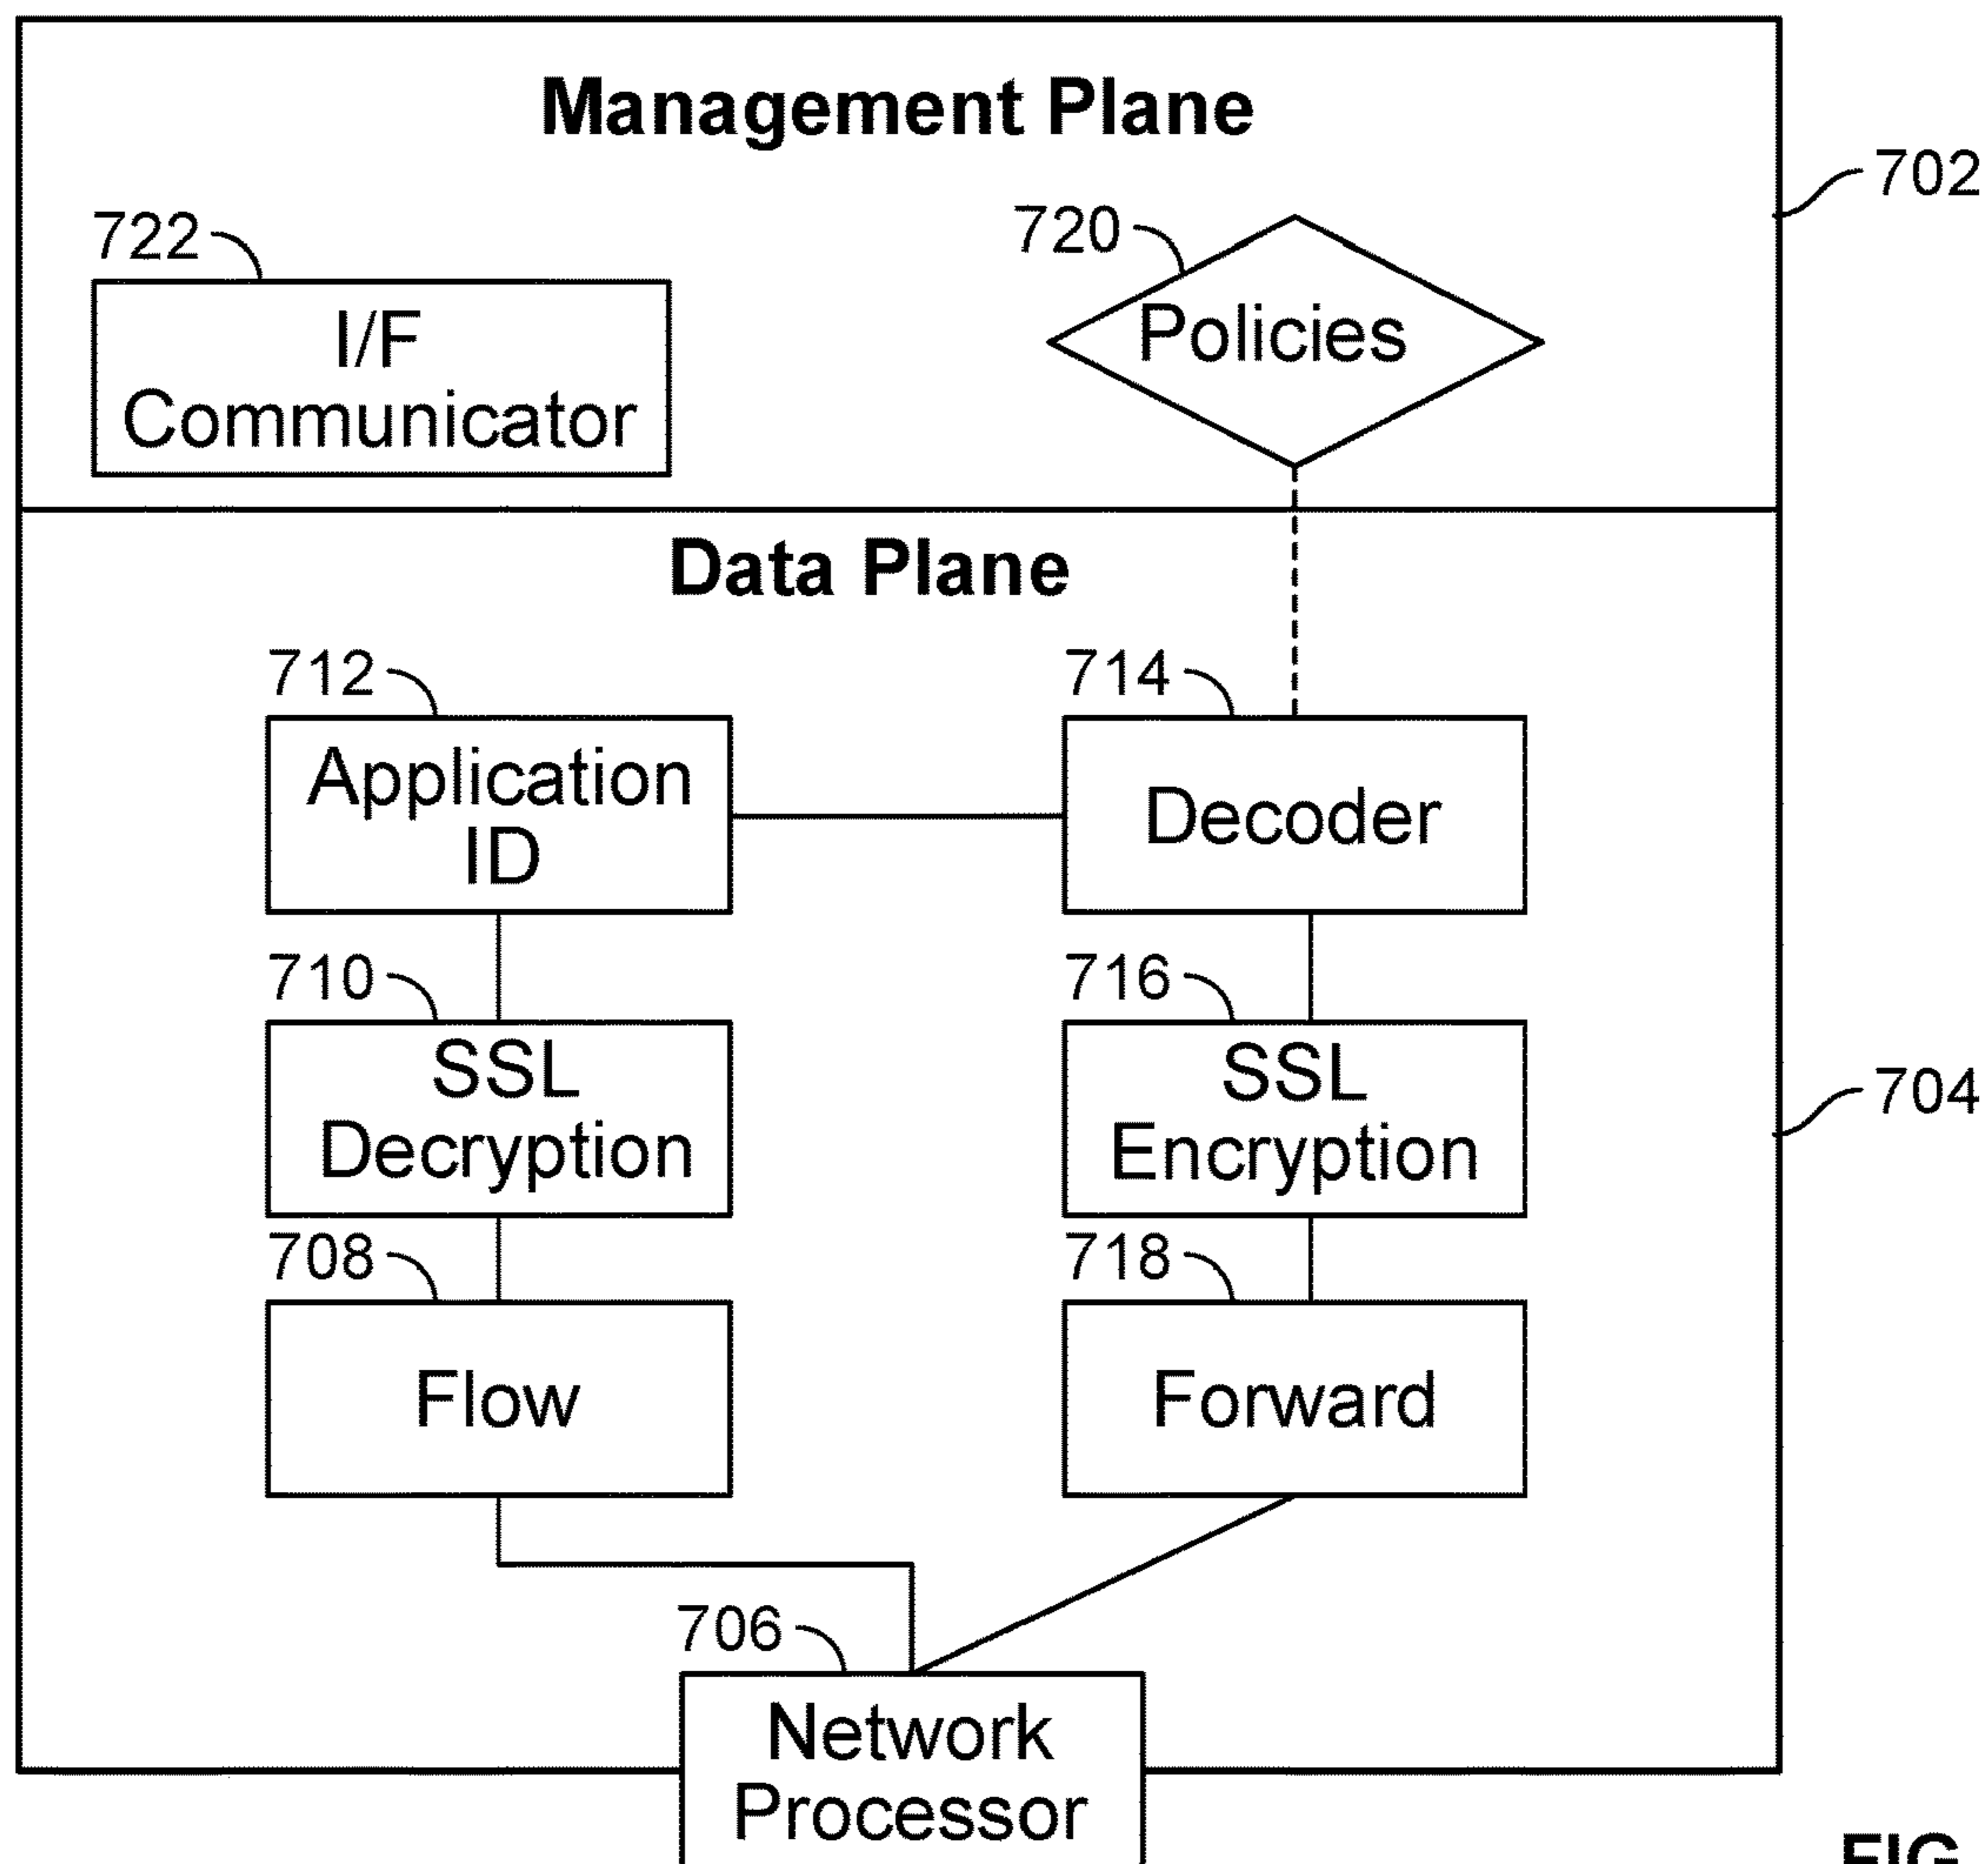 Management Plane
702
722
720
I/F
Communicator
Policies
Data Plane
712
714
Application
ID
Decoder
710
716
SSL
Decryption
SSL
Encryption
704
708
718
Flow
Forward
706
Network
Processor
FIG